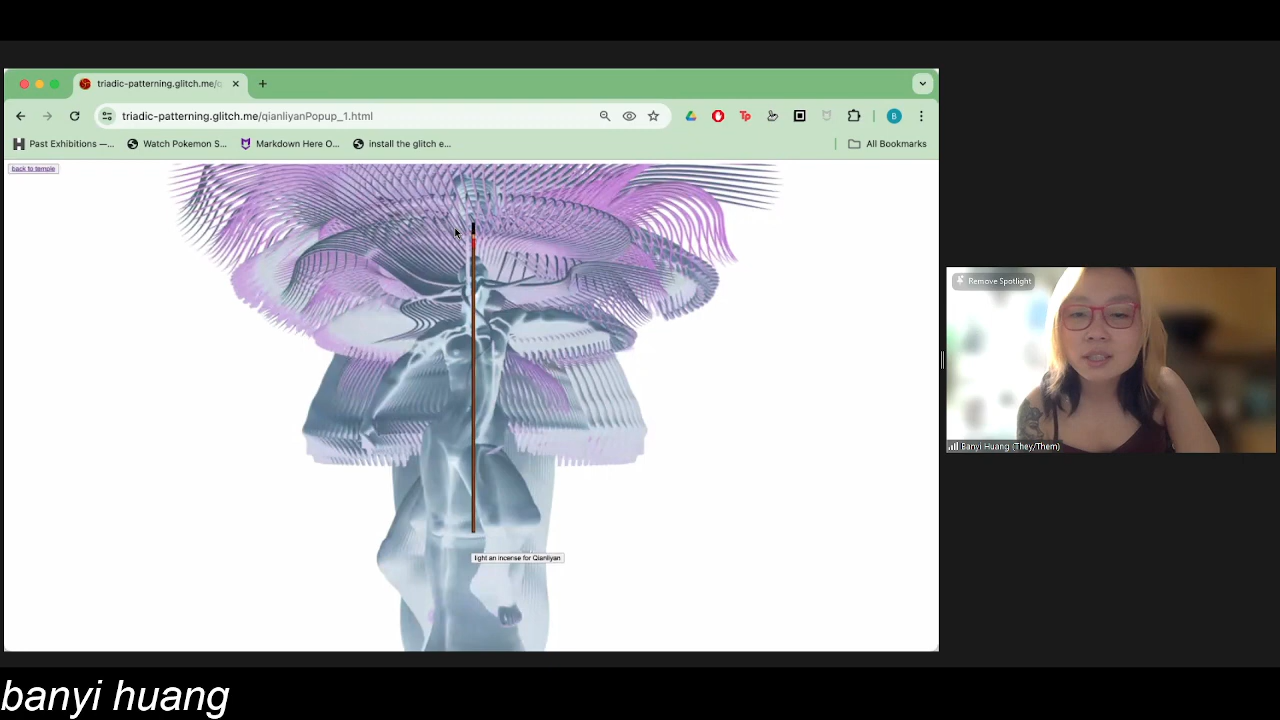 triadic-patterning.glitch.me/q
triadic-patterning.glitch.me/qianliyanPopup_1.html
Tp
B
Past Exhibitions —...
Watch Pokemon S...
Markdown Here O...
install the glitch e...
All Bookmarks
back to temple
light an incense for Qianliyan
Remove Spotlight
Banyi Huang (They/Them)
banyi huang